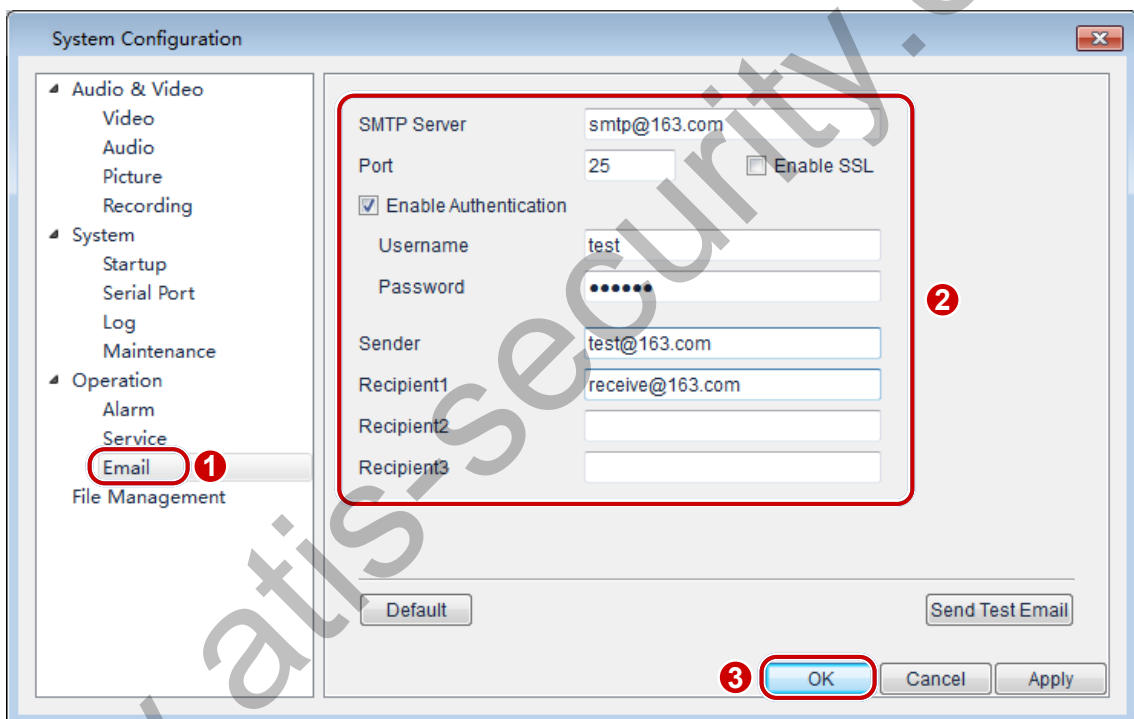 System Configuration
Audio & Video
Video
Audio
Picture
Recording
System
Startup
Serial Port
Log
Maintenance
Operation
Alarm
Service
Email
1
File Management
SMTP Server smtp@163.com
Port 25 Enable SSL
Enable Authentication
Username test
Password ••••••
2
Sender test@163.com
Recipient1 receive@163.com
Recipient2
Recipient3
Default Send Test Email
3 OK Cancel Apply
atis-security.